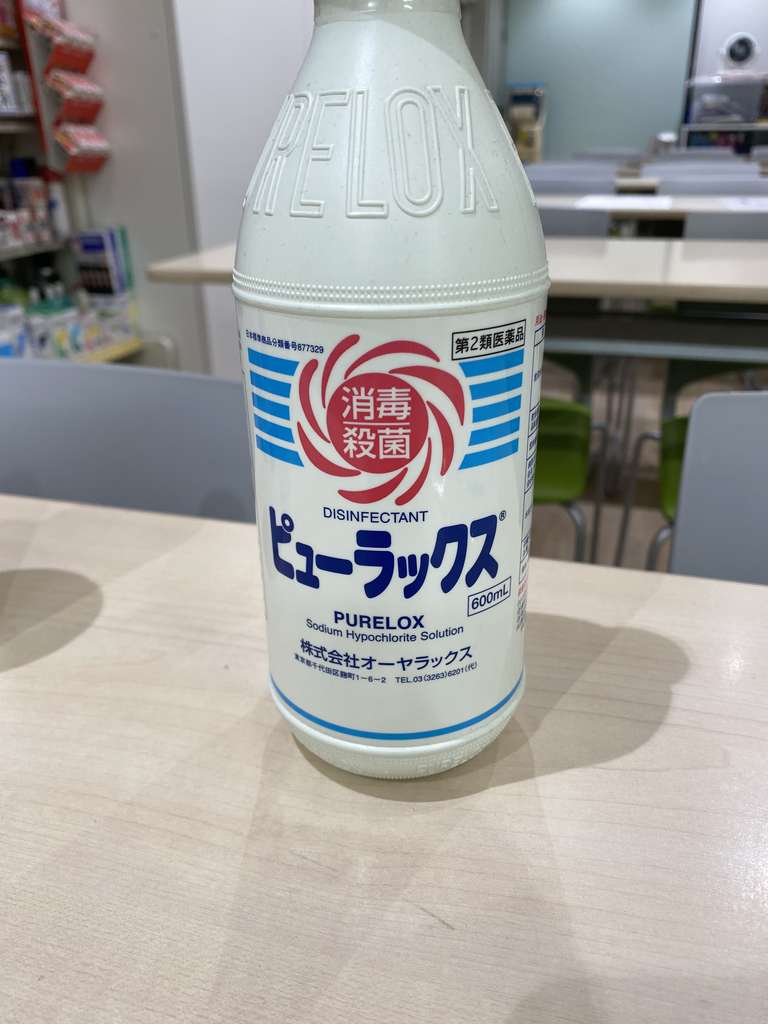 PURELOX
日本標準商品分類番号877329
第2類医薬品
消毒
殺菌
DISINFECTANT
ピューラックス®
600mL
PURELOX
Sodium Hypochlorite Solution
株式会社オーヤラックス
東京都千代田区麹町1-6-2 TEL.03(3263)6201(代)